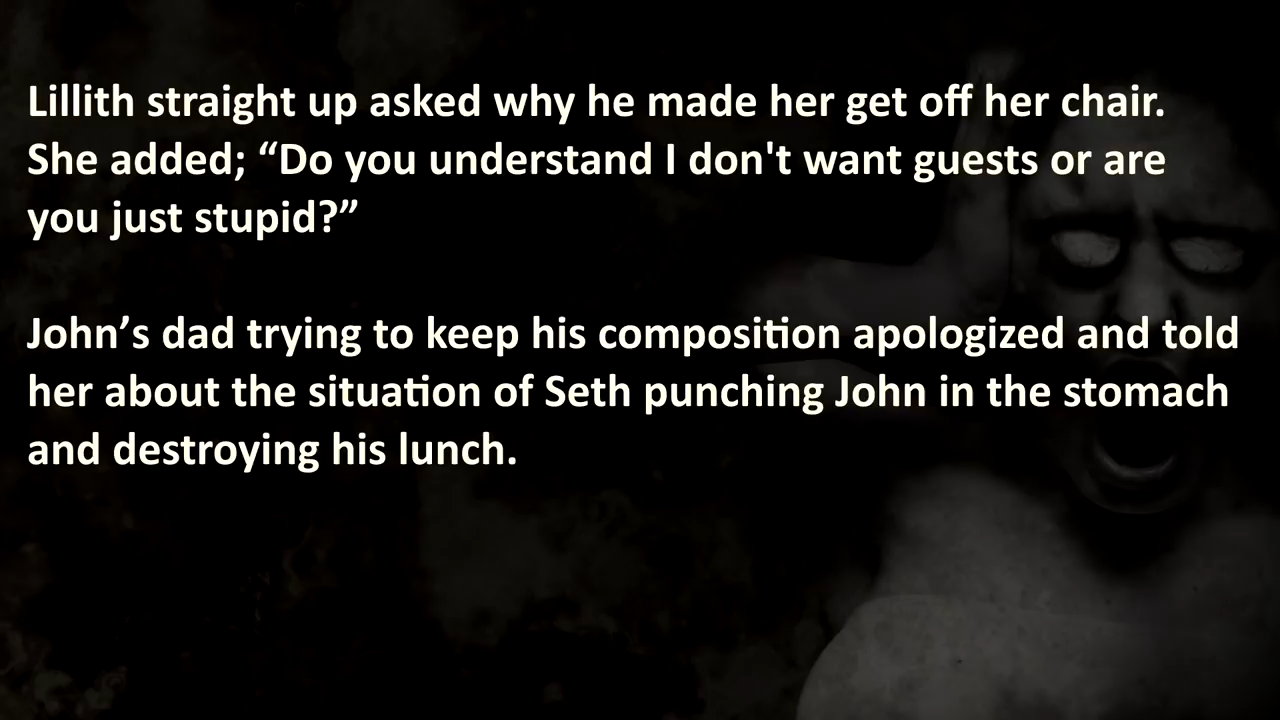 Lillith straight up asked why he made her get off her chair.
She added; “Do you understand I don't want guests or are
you just stupid?”
John’s dad trying to keep his composition apologized and told
her about the situation of Seth punching John in the stomach
and destroying his lunch.